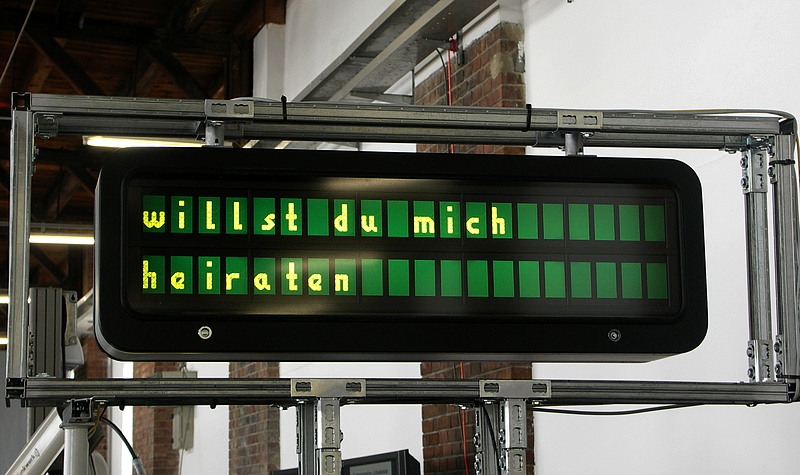 willst du mich
heiraten